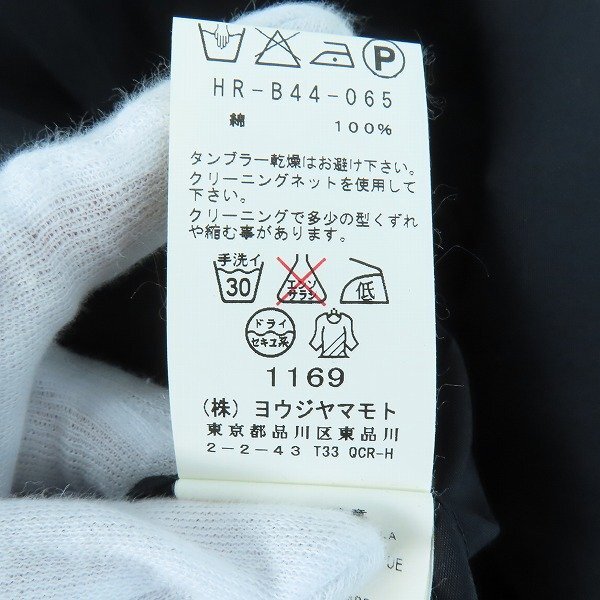 P
HR-B44-065
綿 100%
タンブラー乾燥はお避け下さい。
クリーニングネットを使用して
下さい。
クリーニングで多少の型くずれ
や縮む事があります。
手洗イ
30
エンソ
サラシ
低
ドライ
セキユ系
1169
(株) ヨウジヤマモト
東京都品川区東品川
2-2-43 T33 QCR-H